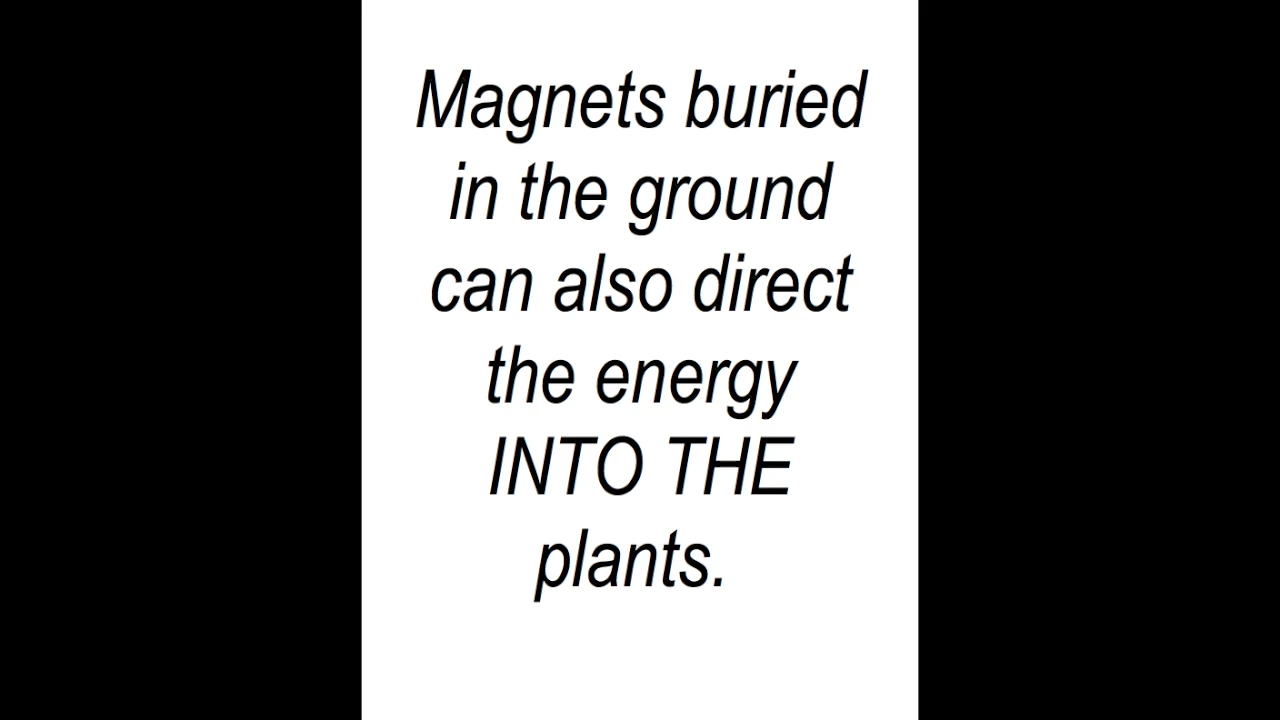 Magnets buried
in the ground
can also direct
the energy
INTO THE
plants.